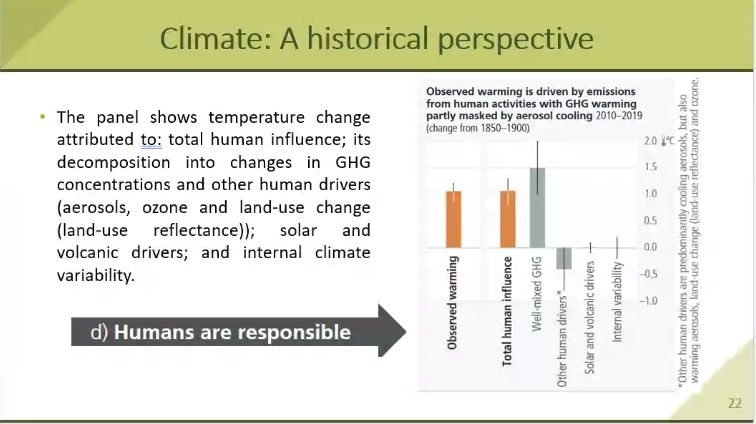 Climate: A historical perspective
• The panel shows temperature change
attributed to: total human influence; its
decomposition into changes in GHG
concentrations and other human drivers
(aerosols, ozone and land-use change
(land-use reflectance)); solar and
volcanic drivers; and internal climate
variability.
d) Humans are responsible
Observed warming is driven by emissions
from human activities with GHG warming
partly masked by aerosol cooling 2010–2019
(change from 1850–1900)
2.0 °C
1.5
1.0
0.5
0.0
–0.5
–1.0
Observed warming
Total human influence
Well-mixed GHG
Other human drivers*
Solar and volcanic drivers
Internal variability
*Other human drivers are predominantly cooling aerosols, but also
warming aerosols, land-use change (land-use reflectance) and ozone.
22